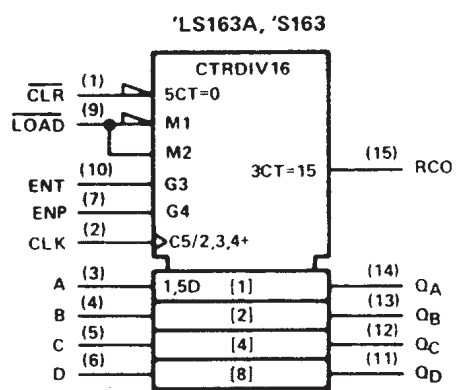 'LS163A, 'S163
CTRDIV16
CLR (1) 5CT=0
LOAD (9) M1
M2
ENT (10) G3 3CT=15 (15) RCO
ENP (7) G4
CLK (2) C5/2,3,4+
A (3) 1,5D [1] (14) QA
B (4) [2] (13) QB
C (5) [4] (12) QC
D (6) [8] (11) QD